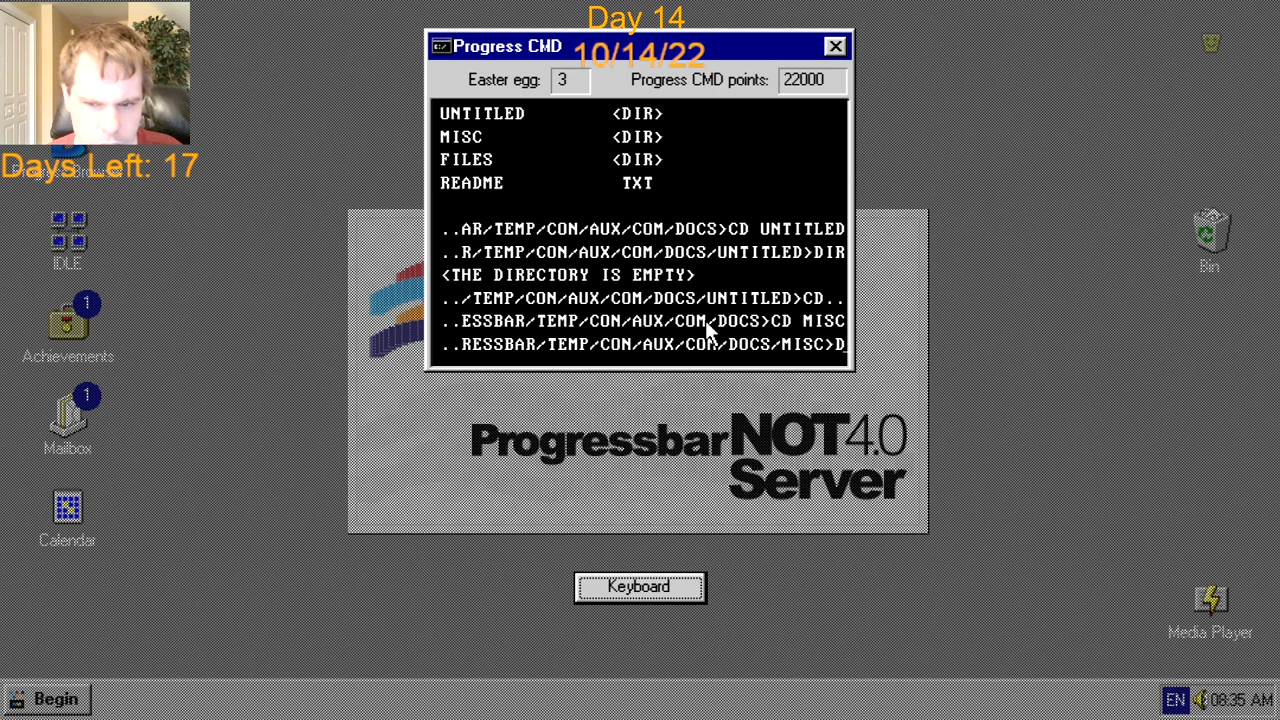 Day 14
10/14/22
Days Left: 17
Progress CMD
Easter egg: 3 Progress CMD points: 22000
UNTITLED <DIR>
MISC <DIR>
FILES <DIR>
README TXT
..AR/TEMP/CON/AUX/COM/DOCS>CD UNTITLED
..R/TEMP/CON/AUX/COM/DOCS/UNTITLED>DIR
<THE DIRECTORY IS EMPTY>
../TEMP/CON/AUX/COM/DOCS/UNTITLED>CD..
..ESSBAR/TEMP/CON/AUX/COM/DOCS>CD MISC
..RESSBAR/TEMP/CON/AUX/COM/DOCS/MISC>D_
IDLE
Achievements
1
Mailbox
1
Calendar
Bin
Media Player
ProgressbarNOT4.0
Server
Keyboard
Begin
EN 08:35 AM